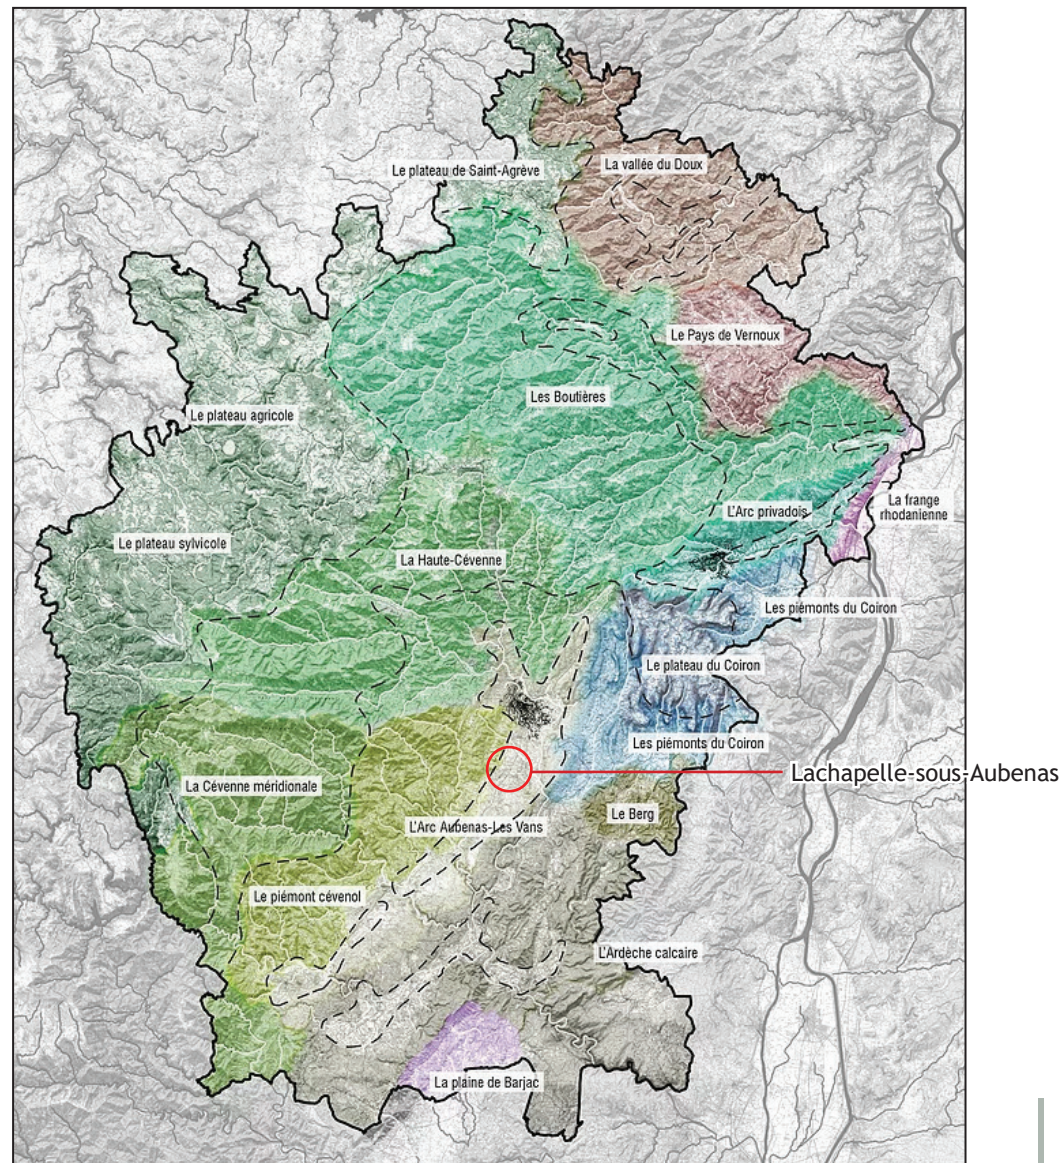 La vallée du Doux
Le plateau de Saint-Agrève
Le Pays de Vernoux
Les Boutières
Le plateau agricole
La frange
rhodanienne
L'Arc privadois
Le plateau sylvicole
La Haute-Cévenne
Les piémonts du Coiron
Le plateau du Coiron
Les piémonts du Coiron
Lachapelle-sous-Aubenas
La Cévenne méridionale
Le Berg
L'Arc Aubenas-Les Vans
Le piémont cévenol
L'Ardèche calcaire
La plaine de Barjac